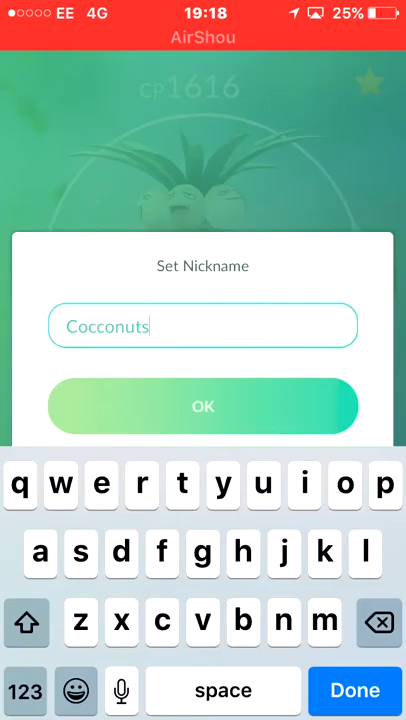 EE 4G 19:18 25%
AirShou
CP1616
Set Nickname
Cocconuts
OK
q w e r t y u i o p
a s d f g h j k l
z x c v b n m
123 space Done